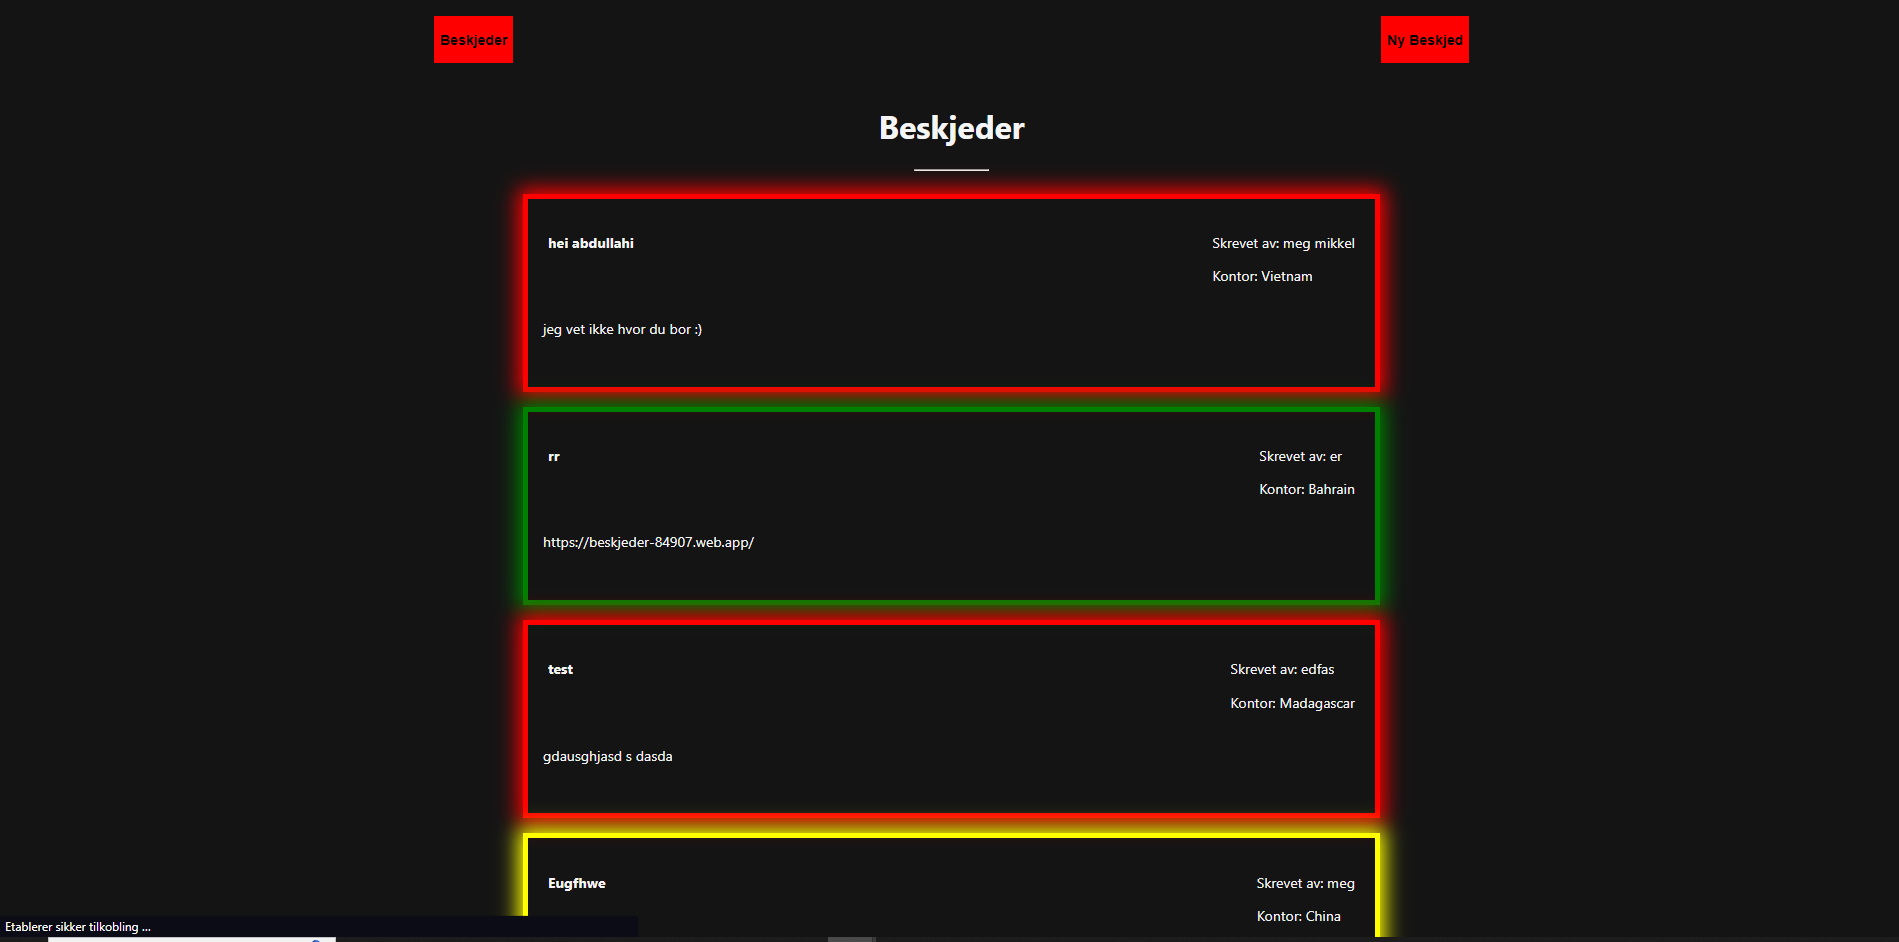 Beskjeder
Ny Beskjed
Beskjeder
hei abdullahi
Skrevet av: meg mikkel
Kontor: Vietnam
jeg vet ikke hvor du bor :)
rr
Skrevet av: er
Kontor: Bahrain
https://beskjeder-84907.web.app/
test
Skrevet av: edfas
Kontor: Madagascar
gdausghjasd s dasda
Eugfhwe
Skrevet av: meg
Kontor: China
Etablerer sikker tilkobling ...